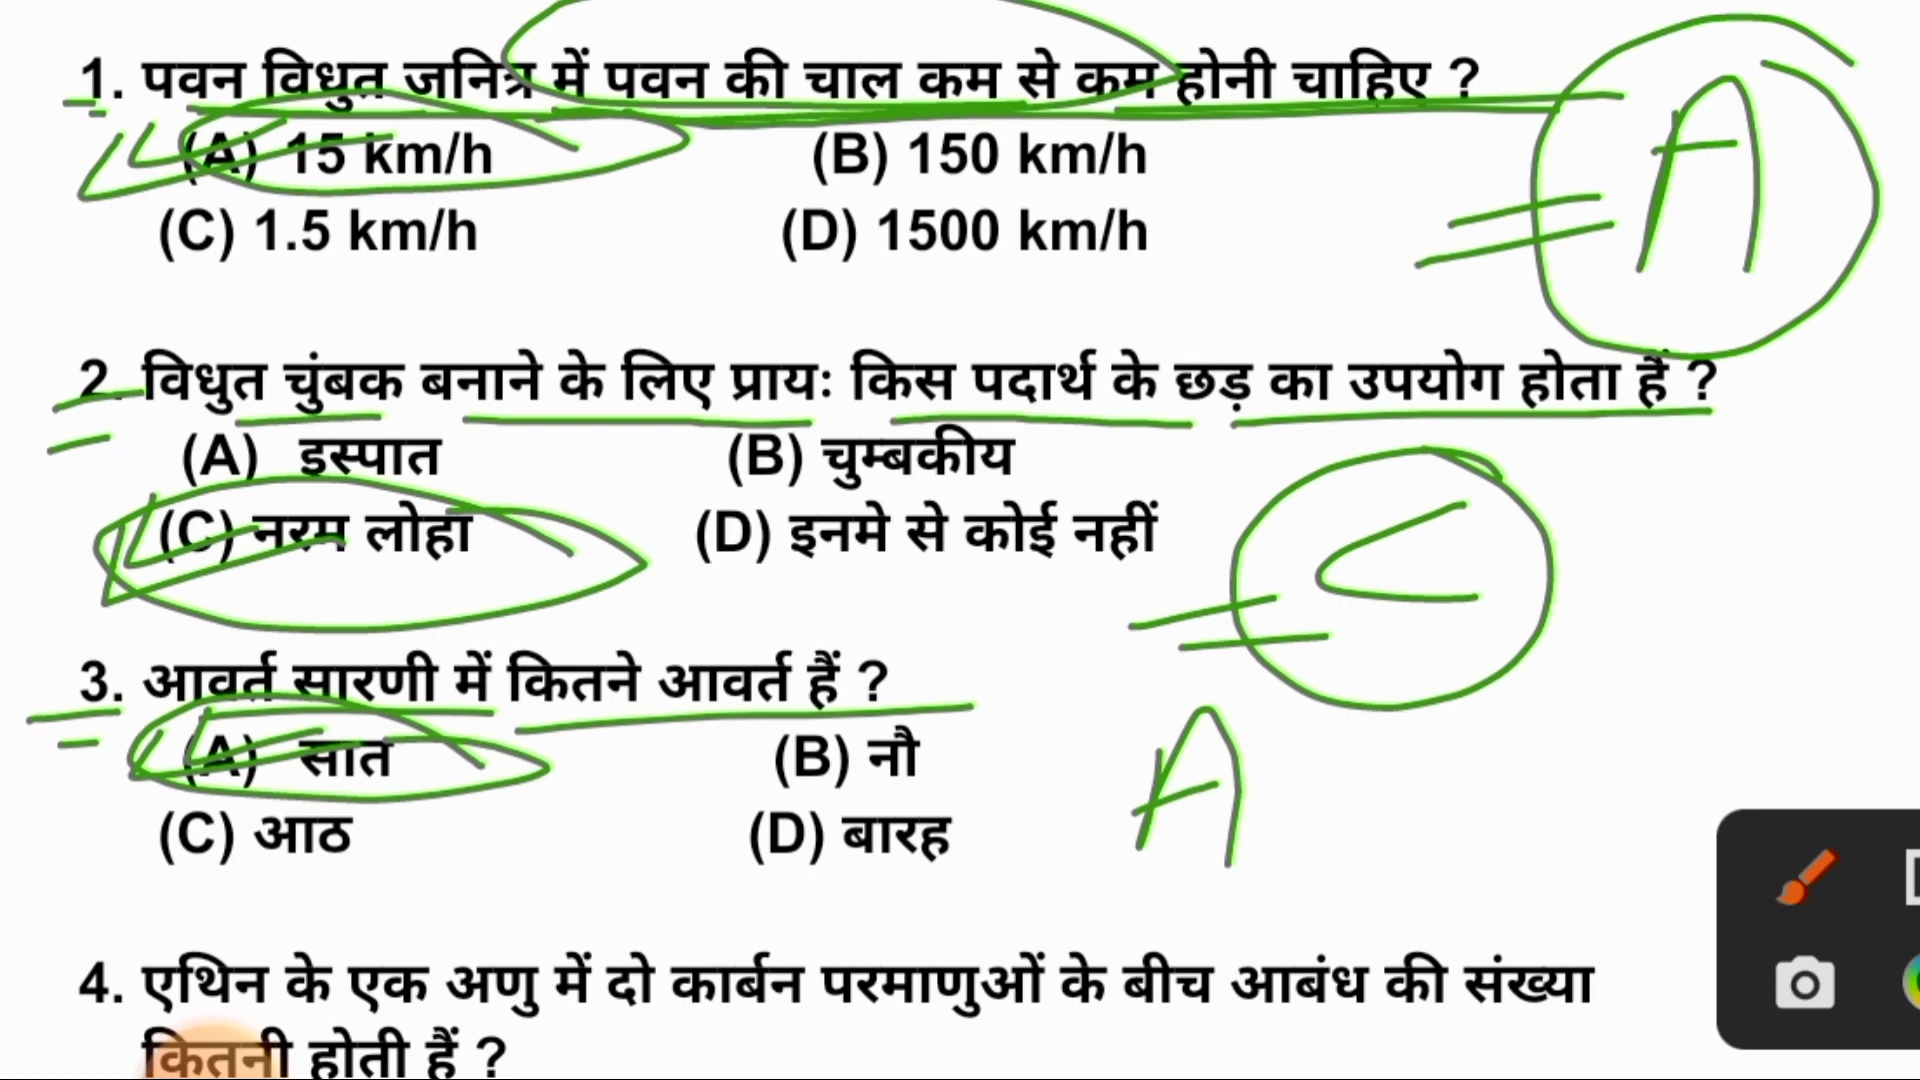 1. पवन विधुत जनित्र में पवन की चाल कम से कम होनी चाहिए ?
(A) 15 km/h (B) 150 km/h
(C) 1.5 km/h (D) 1500 km/h
A
2. विधुत चुंबक बनाने के लिए प्रायः किस पदार्थ के छड़ का उपयोग होता हैं ?
(A) इस्पात (B) चुम्बकीय
(C) नरम लोहा (D) इनमे से कोई नहीं
C
3. आवर्त सारणी में कितने आवर्त हैं ?
(A) सात (B) नौ
(C) आठ (D) बारह
A
4. एथिन के एक अणु में दो कार्बन परमाणुओं के बीच आबंध की संख्या
कितनी होती हैं ?